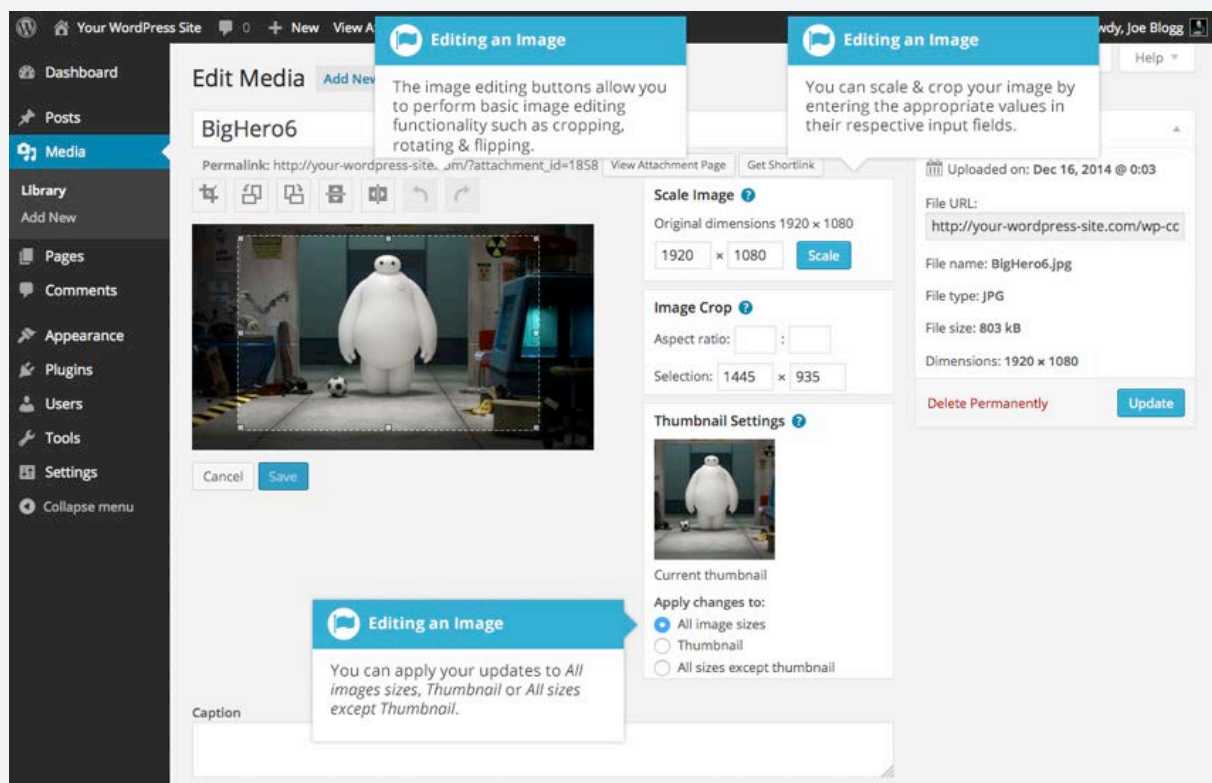 Your WordPress Site 0 + New View A
wdy, Joe Blogg
Help
Dashboard
Posts
Media
Library
Add New
Pages
Comments
Appearance
Plugins
Users
Tools
Settings
Collapse menu
Edit Media Add New
Editing an Image
The image editing buttons allow you
to perform basic image editing
functionality such as cropping,
rotating & flipping.
Editing an Image
You can scale & crop your image by
entering the appropriate values in
their respective input fields.
BigHero6
Permalink: http://your-wordpress-site. om/?attachment_id=1858 View Attachment Page Get Shortlink
Scale Image ?
Original dimensions 1920 × 1080
1920 × 1080 Scale
Image Crop ?
Aspect ratio: :
Selection: 1445 × 935
Thumbnail Settings ?
Current thumbnail
Apply changes to:
All image sizes
Thumbnail
All sizes except thumbnail
Uploaded on: Dec 16, 2014 @ 0:03
File URL:
http://your-wordpress-site.com/wp-cc
File name: BigHero6.jpg
File type: JPG
File size: 803 kB
Dimensions: 1920 × 1080
Delete Permanently Update
Cancel Save
Editing an Image
You can apply your updates to All
images sizes, Thumbnail or All sizes
except Thumbnail.
Caption